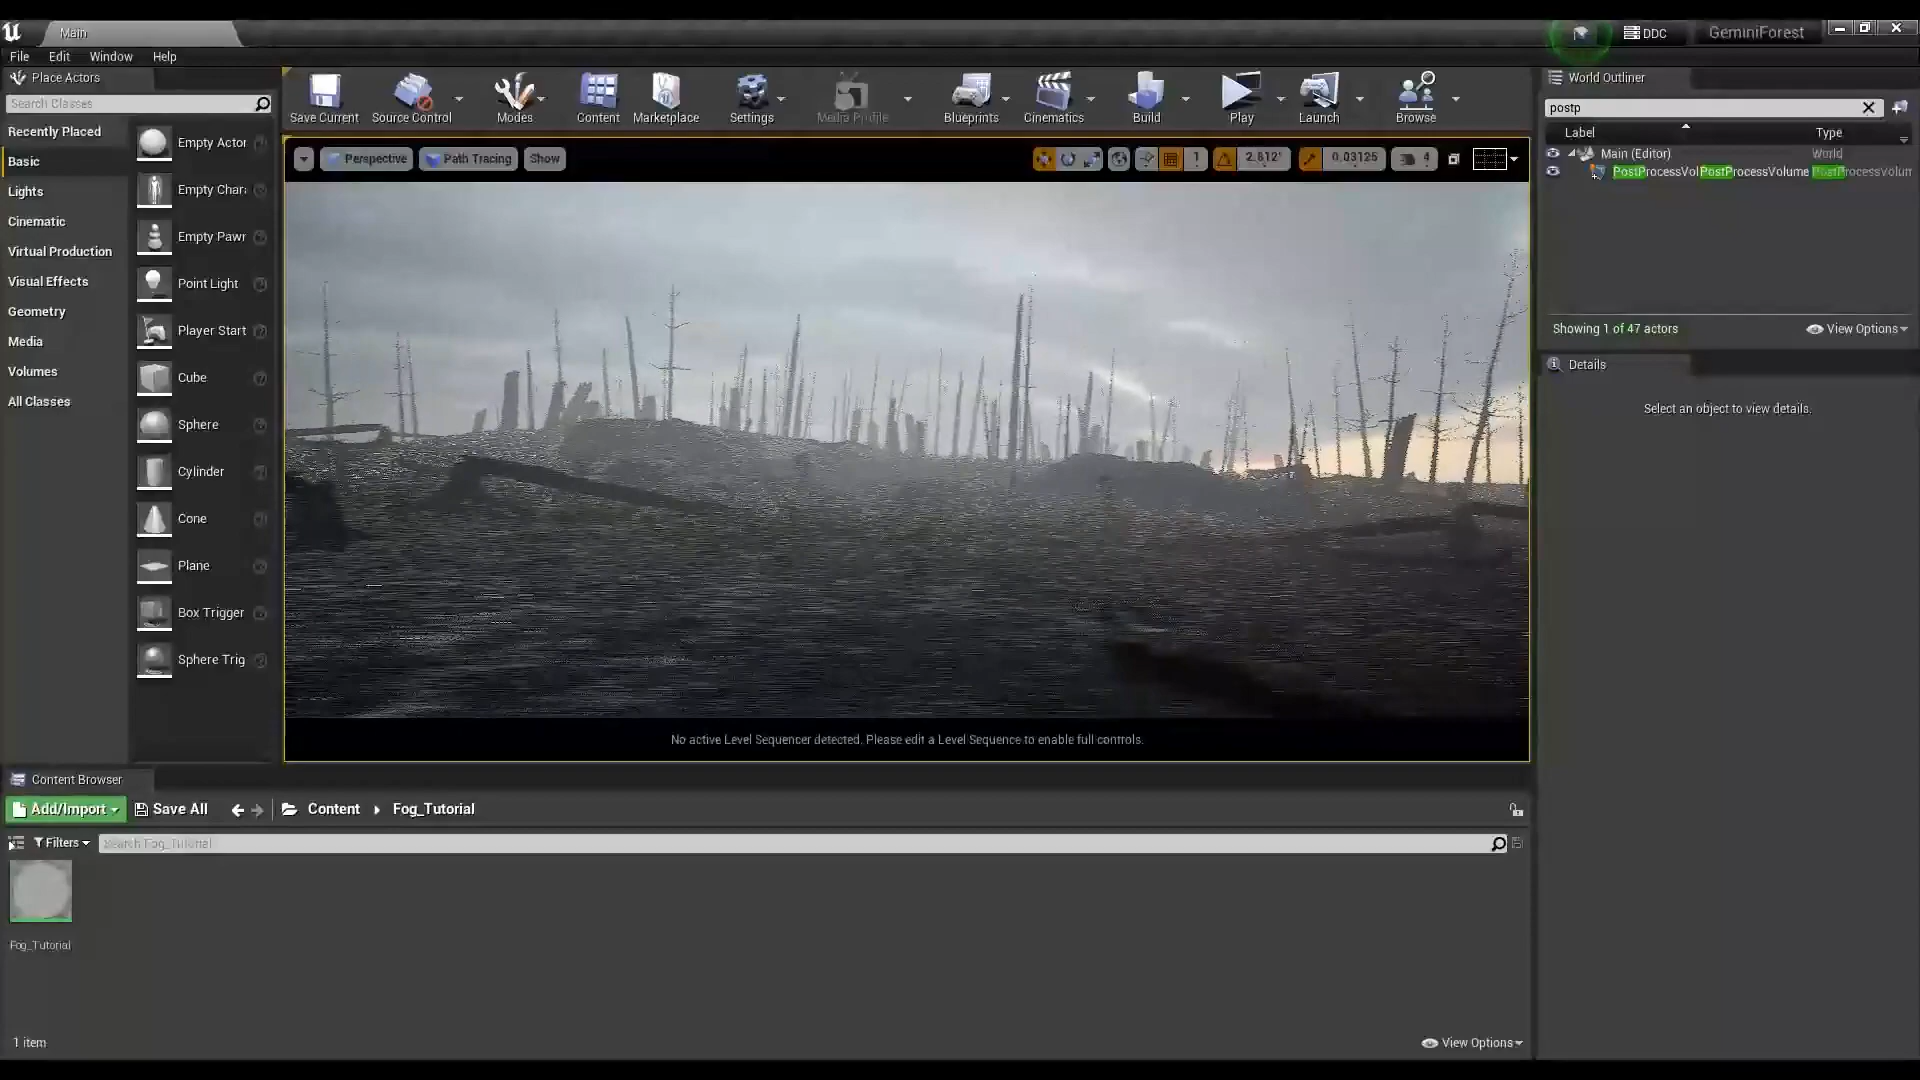 Main
DDC
GeminiForest
File Edit Window Help
Place Actors
Search Classes
Recently Placed
Basic
Lights
Cinematic
Virtual Production
Visual Effects
Geometry
Media
Volumes
All Classes
Empty Actor
Empty Chara
Empty Pawn
Point Light
Player Start
Cube
Sphere
Cylinder
Cone
Plane
Box Trigger
Sphere Trig
Save Current
Source Control
Modes
Content
Marketplace
Settings
Media Profile
Blueprints
Cinematics
Build
Play
Launch
Browse
Perspective
Path Tracing
Show
1
2.812°
0.03125
4
No active Level Sequencer detected. Please edit a Level Sequence to enable full controls.
World Outliner
postp
Label Type
Main (Editor) World
PostProcessVol PostProcessVolume PostProcessVolum
Showing 1 of 47 actors
View Options
Details
Select an object to view details.
Content Browser
Add/Import Save All Content Fog_Tutorial
Filters Search Fog_Tutorial
Fog_Tutorial
1 item
View Options